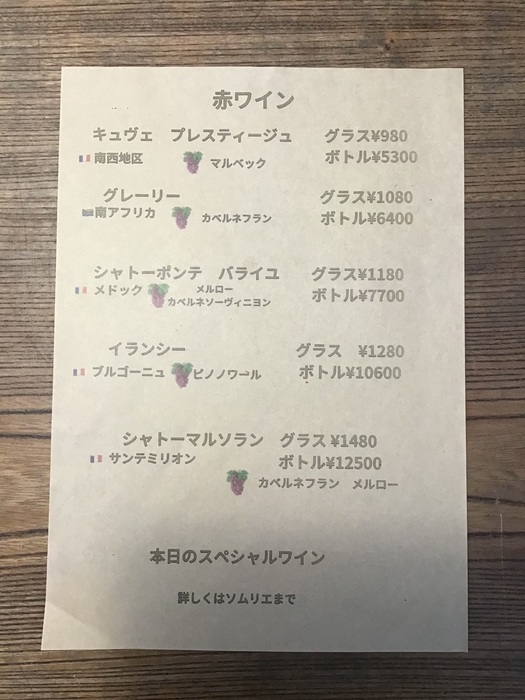 赤ワイン
キュヴェ　プレスティージュ　グラス¥980
南西地区　マルベック　ボトル¥5300
グレーリー　グラス¥1080
南アフリカ　カベルネフラン　ボトル¥6400
シャトーポンテ　バライユ　グラス¥1180
メドック　メルロー　ボトル¥7700
カベルネソーヴィニヨン
イランシー　グラス　¥1280
ブルゴーニュ　ピノノワール　ボトル¥10600
シャトーマルソラン　グラス¥1480
サンテミリオン　ボトル¥12500
カベルネフラン　メルロー
本日のスペシャルワイン
詳しくはソムリエまで